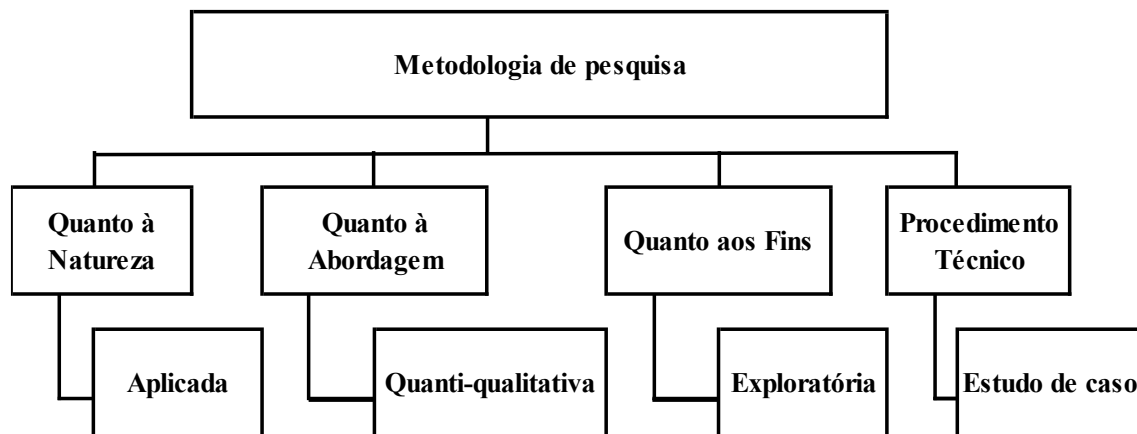 Metodologia de pesquisa
Quanto à
Natureza
Quanto à
Abordagem
Quanto aos Fins
Procedimento
Técnico
Aplicada
Quanti-qualitativa
Exploratória
Estudo de caso